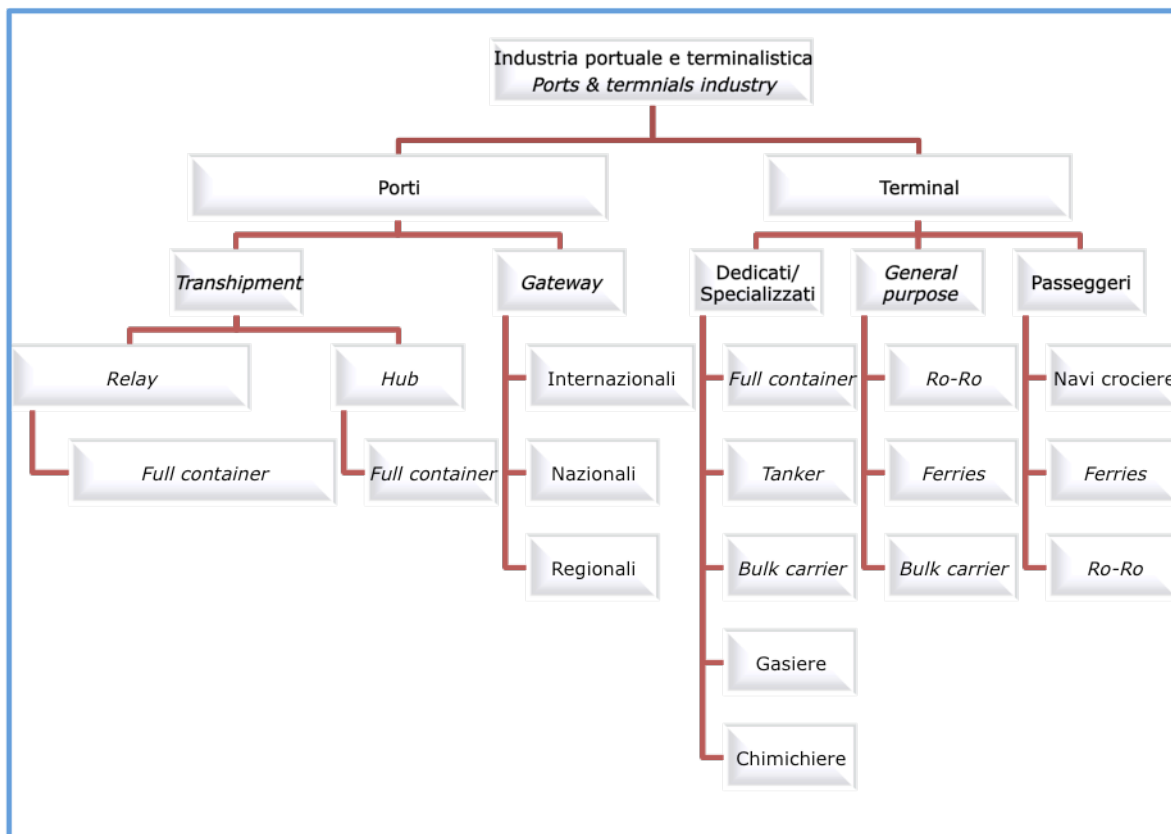 Industria portuale e terminalistica
Ports & termnials industry
Porti
Terminal
Transhipment
Gateway
Dedicati/
Specializzati
General
purpose
Passeggeri
Relay
Hub
Internazionali
Full container
Ro-Ro
Navi crociere
Full container
Full container
Nazionali
Tanker
Ferries
Ferries
Regionali
Bulk carrier
Bulk carrier
Ro-Ro
Gasiere
Chimichiere